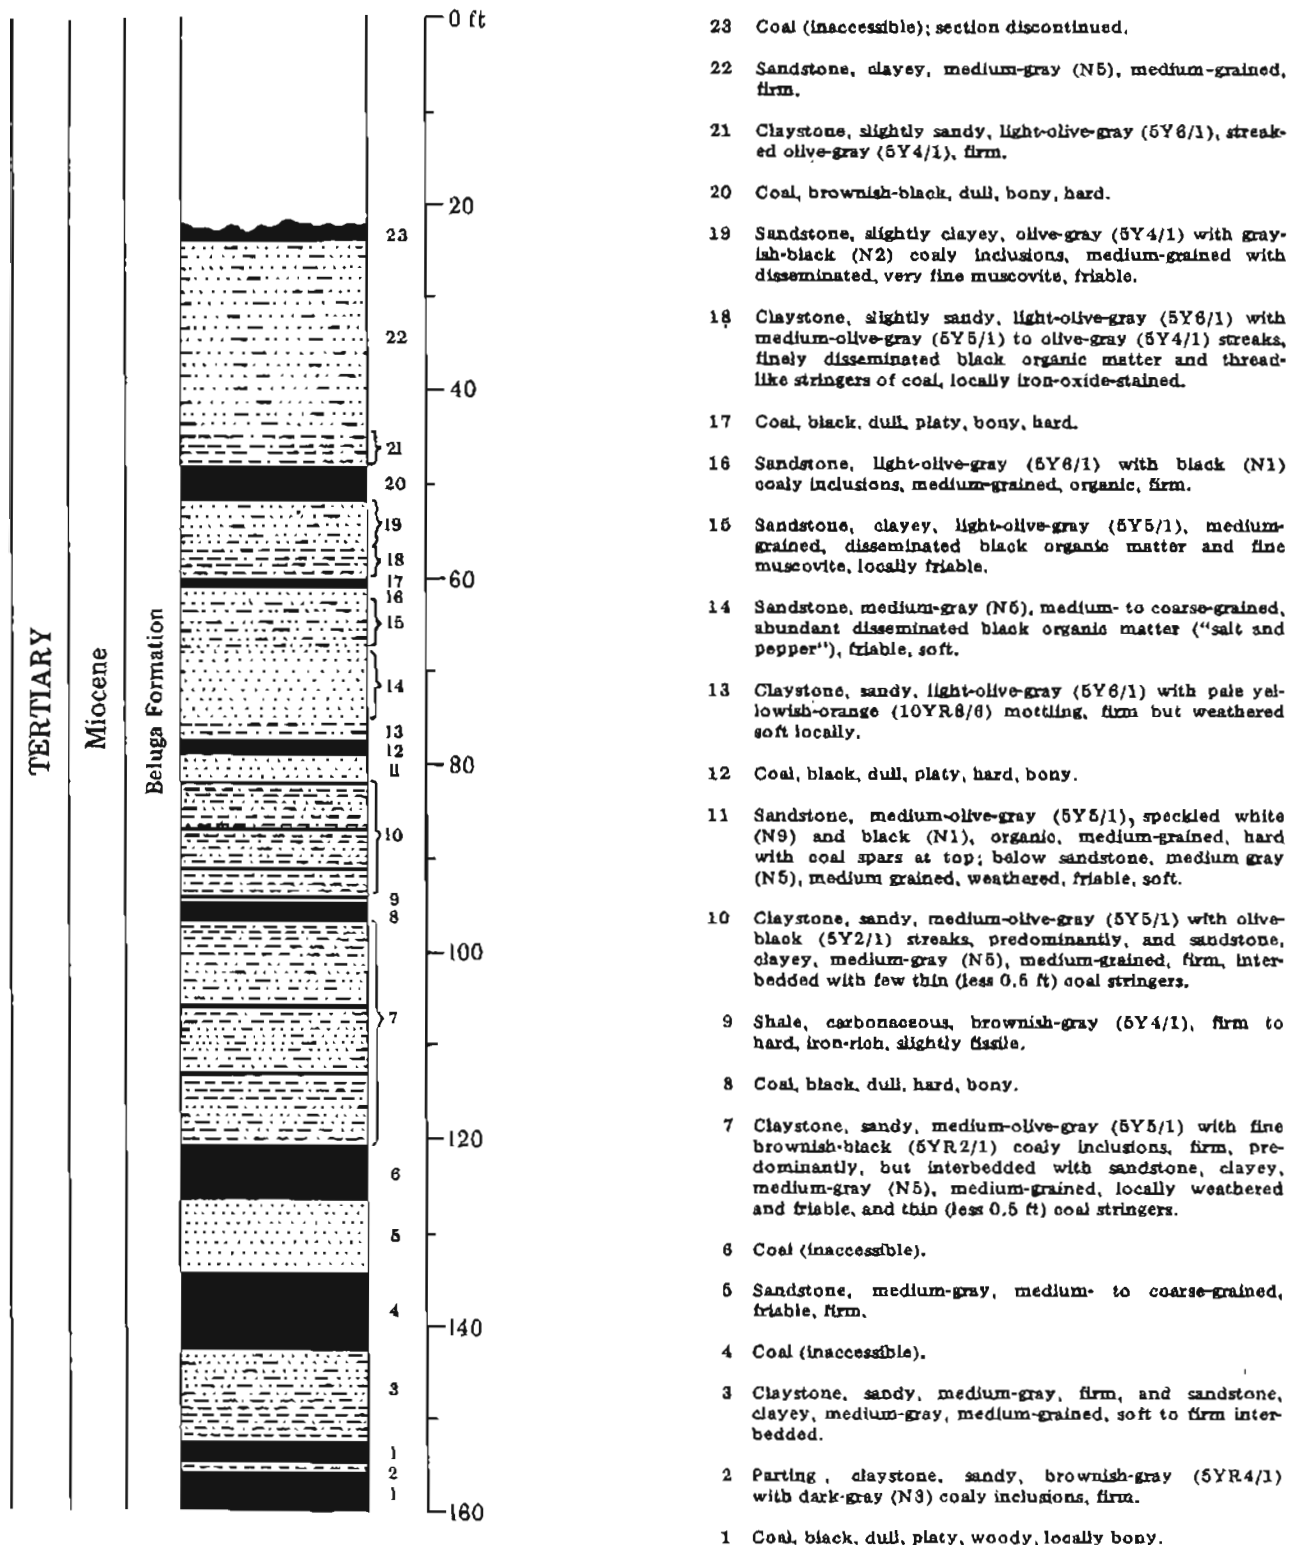 0 ft
20
40
60
80
100
120
140
160
TERTIARY
Miocene
Beluga Formation
23
22
21
20
19
18
17
16
15
14
13
12
11
10
9
8
7
6
5
4
3
1
2
1
23 Coal (inaccessible); section discontinued.
22 Sandstone, clayey, medium-gray (N5), medium-grained,
firm.
21 Claystone, slightly sandy, light-olive-gray (5Y6/1), streak-
ed olive-gray (5Y4/1), firm.
20 Coal, brownish-black, dull, bony, hard.
19 Sandstone, slightly clayey, olive-gray (5Y4/1) with gray-
ish-black (N2) coaly inclusions, medium-grained with
disseminated, very fine muscovite, friable.
18 Claystone, slightly sandy, light-olive-gray (5Y6/1) with
medium-olive-gray (5Y5/1) to olive-gray (5Y4/1) streaks,
finely disseminated black organic matter and thread-
like stringers of coal, locally iron-oxide-stained.
17 Coal, black, dull, platy, bony, hard.
16 Sandstone, light-olive-gray (5Y6/1) with black (N1)
coaly inclusions, medium-grained, organic, firm.
15 Sandstone, clayey, light-olive-gray (5Y5/1), medium-
grained, disseminated black organic matter and fine
muscovite, locally friable.
14 Sandstone, medium-gray (N5), medium- to coarse-grained,
abundant disseminated black organic matter (“salt and
pepper”), friable, soft.
13 Claystone, sandy, light-olive-gray (5Y6/1) with pale yel-
lowish-orange (10YR8/6) mottling, firm but weathered
soft locally.
12 Coal, black, dull, platy, hard, bony.
11 Sandstone, medium-olive-gray (5Y5/1), speckled white
(N9) and black (N1), organic, medium-grained, hard
with coal spars at top; below sandstone, medium gray
(N5), medium grained, weathered, friable, soft.
10 Claystone, sandy, medium-olive-gray (5Y5/1) with olive-
black (5Y2/1) streaks, predominantly, and sandstone,
clayey, medium-gray (N5), medium-grained, firm, inter-
bedded with few thin (less 0.5 ft) coal stringers.
9 Shale, carbonaceous, brownish-gray (5Y4/1), firm to
hard, iron-rich, slightly fissile.
8 Coal, black, dull, hard, bony.
7 Claystone, sandy, medium-olive-gray (5Y5/1) with fine
brownish-black (5YR2/1) coaly inclusions, firm, pre-
dominantly, but interbedded with sandstone, clayey,
medium-gray (N5), medium-grained, locally weathered
and friable, and thin (less 0.5 ft) coal stringers.
6 Coal (inaccessible).
5 Sandstone, medium-gray, medium- to coarse-grained,
friable, firm.
4 Coal (inaccessible).
3 Claystone, sandy, medium-gray, firm, and sandstone,
clayey, medium-gray, medium-grained, soft to firm inter-
bedded.
2 Parting , claystone, sandy, brownish-gray (5YR4/1)
with dark-gray (N3) coaly inclusions, firm.
1 Coal, black, dull, platy, woody, locally bony.